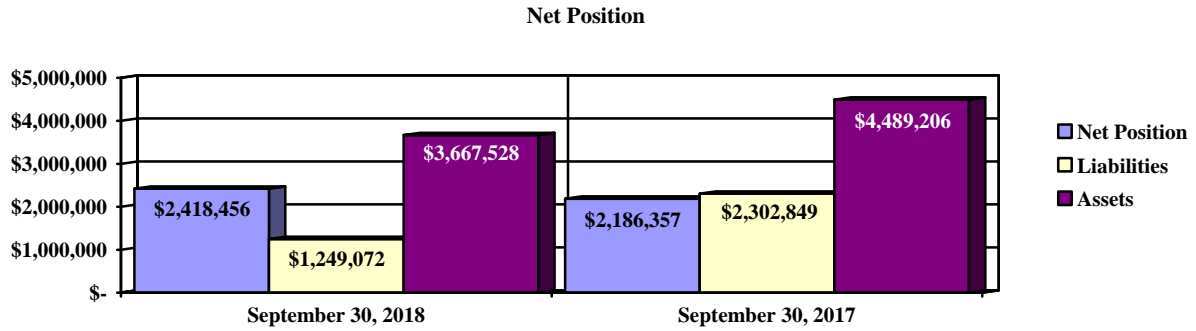 Net Position
$5,000,000
$4,000,000
$3,000,000
$2,000,000
$1,000,000
$-
$2,418,456
$1,249,072
$3,667,528
$2,186,357
$2,302,849
$4,489,206
September 30, 2018
September 30, 2017
Net Position
Liabilities
Assets